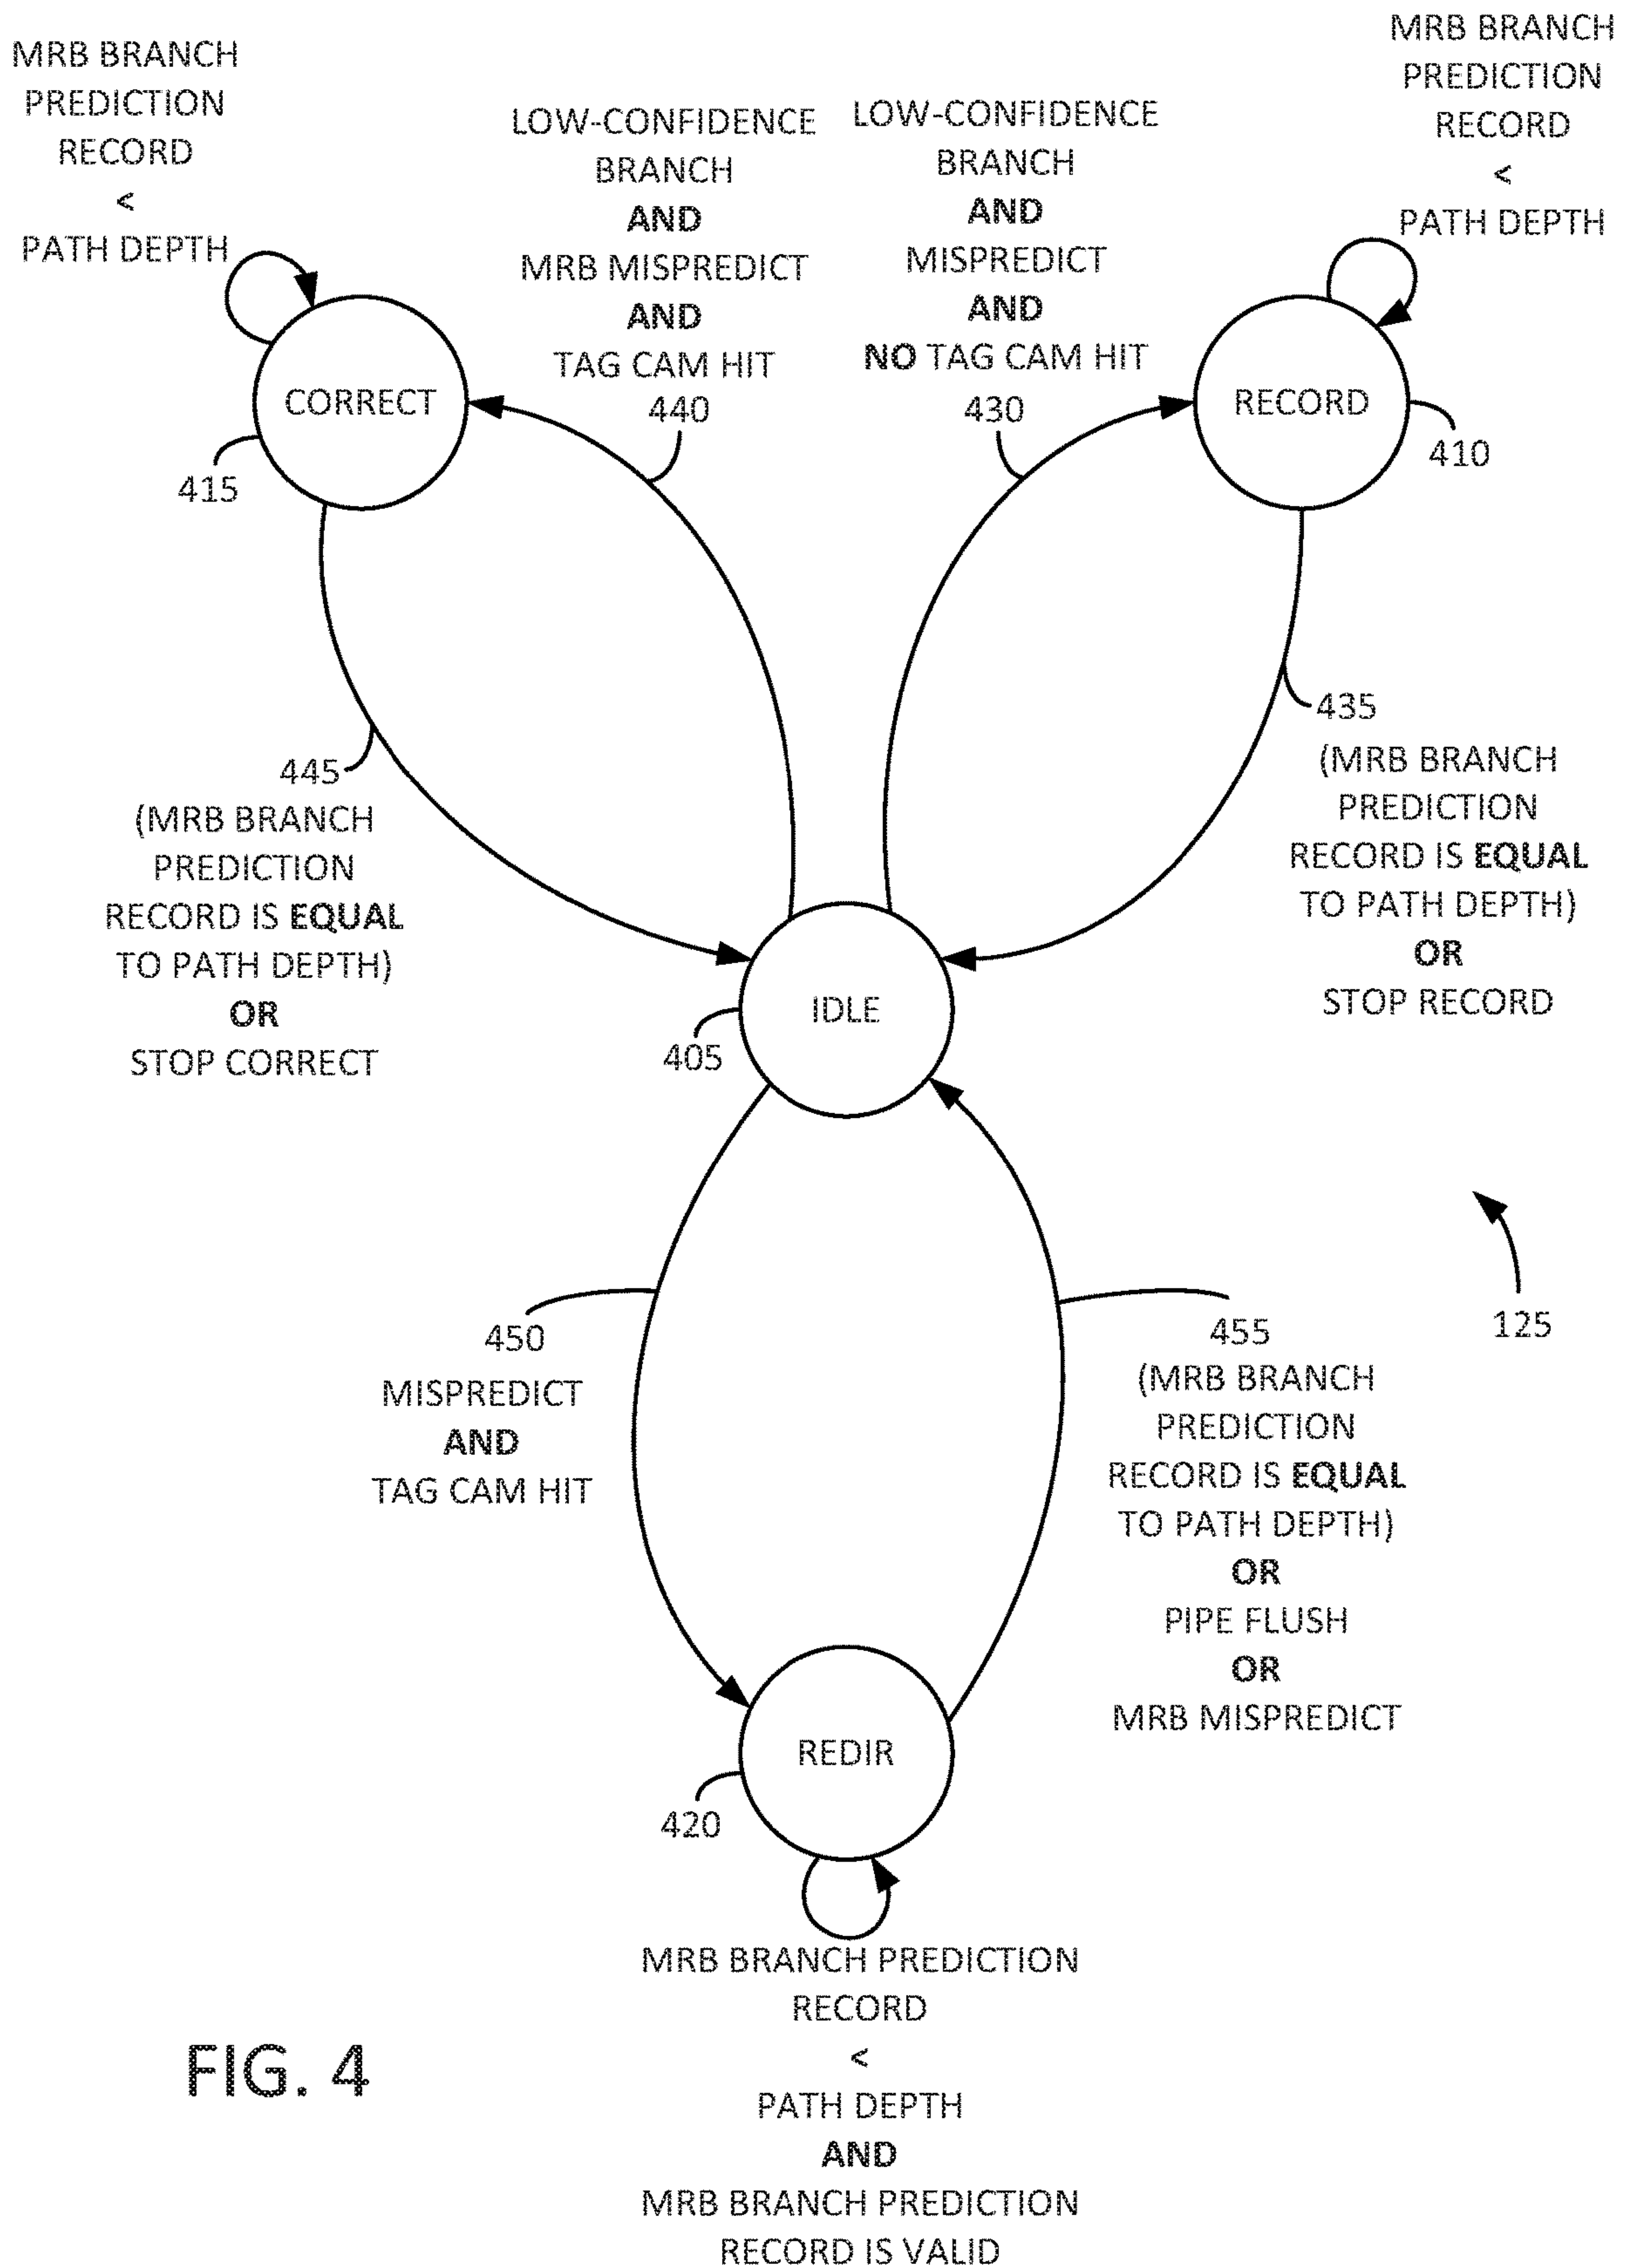 MRB BRANCH
PREDICTION
RECORD
<
PATH DEPTH
LOW-CONFIDENCE
BRANCH
AND
MRB MISPREDICT
AND
TAG CAM HIT
440
LOW-CONFIDENCE
BRANCH
AND
MISPREDICT
AND
NO TAG CAM HIT
430
MRB BRANCH
PREDICTION
RECORD
<
PATH DEPTH
CORRECT
415
RECORD
410
445
(MRB BRANCH
PREDICTION
RECORD IS EQUAL
TO PATH DEPTH)
OR
STOP CORRECT
435
(MRB BRANCH
PREDICTION
RECORD IS EQUAL
TO PATH DEPTH)
OR
STOP RECORD
IDLE
405
450
MISPREDICT
AND
TAG CAM HIT
455
(MRB BRANCH
PREDICTION
RECORD IS EQUAL
TO PATH DEPTH)
OR
PIPE FLUSH
OR
MRB MISPREDICT
125
REDIR
420
MRB BRANCH PREDICTION
RECORD
<
PATH DEPTH
AND
MRB BRANCH PREDICTION
RECORD IS VALID
FIG. 4